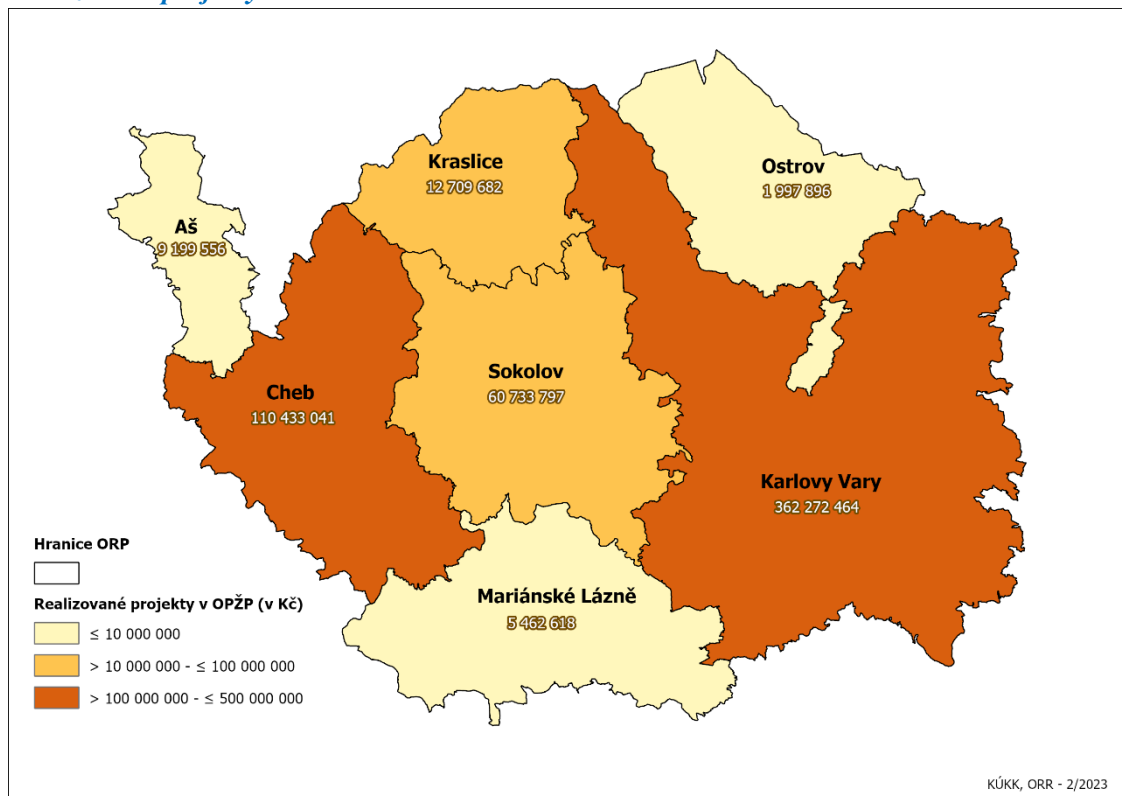 Kraslice
12 709 682
Ostrov
1 997 896
Aš
9 199 556
Sokolov
60 733 797
Cheb
110 433 041
Karlovy Vary
362 272 464
Mariánské Lázně
5 462 618
Hranice ORP
Realizované projekty v OPŽP (v Kč)
≤ 10 000 000
> 10 000 000 - ≤ 100 000 000
> 100 000 000 - ≤ 500 000 000
KÚKK, ORR - 2/2023